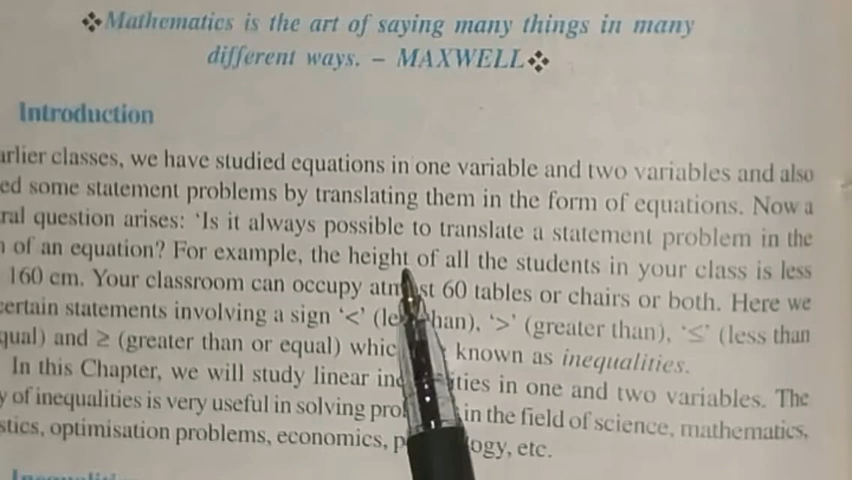 Mathematics is the art of saying many things in many
different ways. – MAXWELL
Introduction
arlier classes, we have studied equations in one variable and two variables and also
ed some statement problems by translating them in the form of equations. Now a
ral question arises: 'Is it always possible to translate a statement problem in the
of an equation? For example, the height of all the students in your class is less
160 cm. Your classroom can occupy atm st 60 tables or chairs or both. Here we
certain statements involving a sign '<' (le han), '>' (greater than), '≤' (less than
qual) and ≥ (greater than or equal) whic known as inequalities.
In this Chapter, we will study linear ine ties in one and two variables. The
y of inequalities is very useful in solving pro in the field of science, mathematics,
stics, optimisation problems, economics, p ogy, etc.